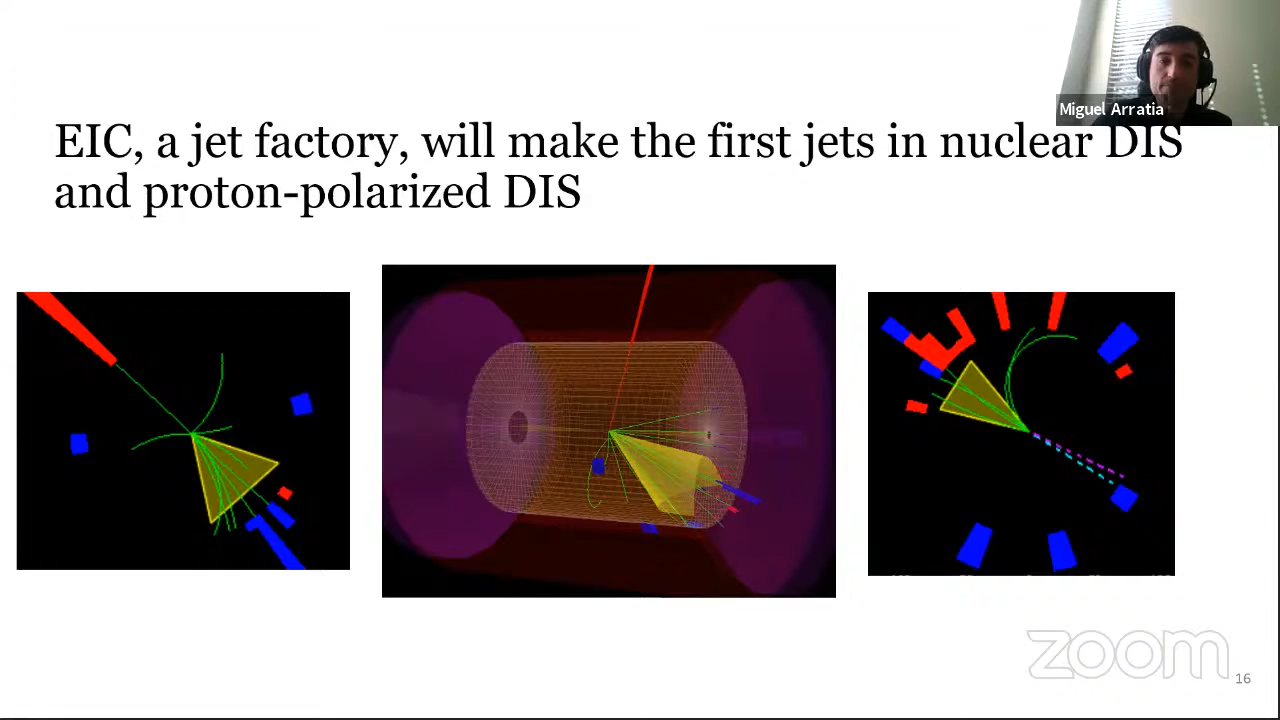 Miguel Arratia
EIC, a jet factory, will make the first jets in nuclear DIS
and proton-polarized DIS
zoom
16